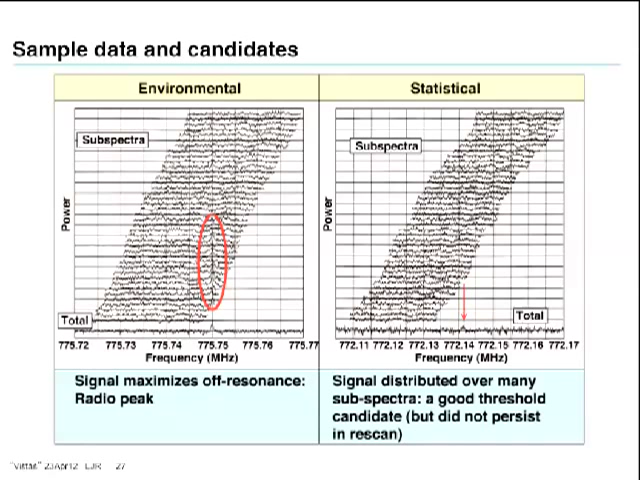 Sample data and candidates
Environmental
Statistical
Subspectra
Subspectra
Power
Power
Total
Total
775.72 775.73 775.74 775.75 775.76 775.77
772.11 772.12 772.13 772.14 772.15 772.16 772.17
Frequency (MHz)
Frequency (MHz)
Signal maximizes off-resonance:
Radio peak
Signal distributed over many
sub-spectra: a good threshold
candidate (but did not persist
in rescan)
LJR 27